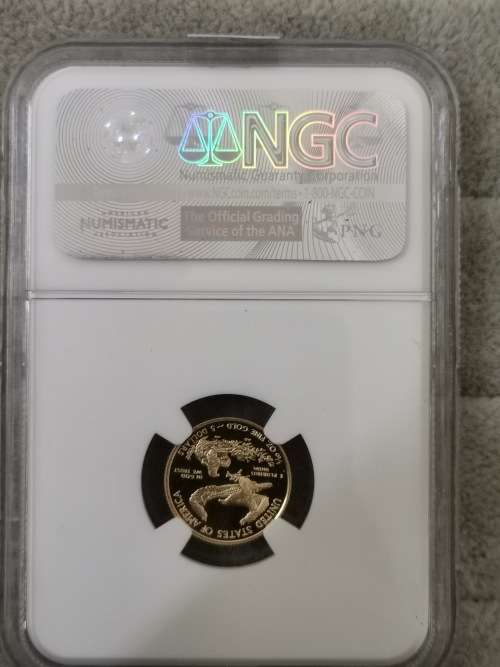 NGC
Numismatic Guaranty Corporation
www.NGCcoin.com/terms • 1-800-NGC-COIN
AMERICAN
NUMISMATIC
ASSOCIATION
The Official Grading
Service of the ANA
PNG
UNITED STATES OF AMERICA
E PLURIBUS
UNUM
IN GOD
WE TRUST
1/10 OZ. FINE GOLD ~ 5 DOLLARS